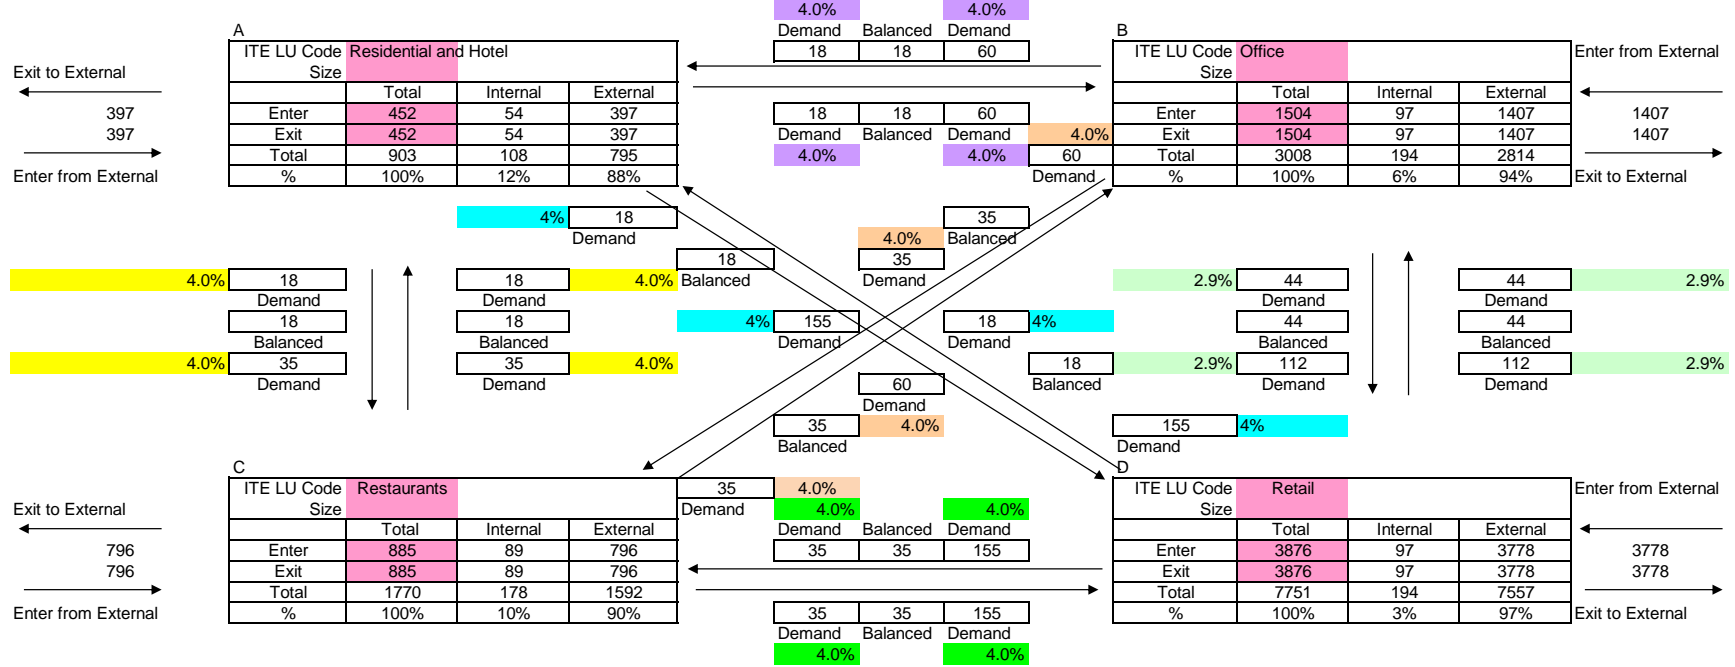 4.0% 4.0%
A Demand Balanced Demand B
ITE LU Code Residential and Hotel 18 18 60 ITE LU Code Office Enter from External
Exit to External Size Size
Total Internal External Total Internal External
397 Enter 452 54 397 18 18 60 Enter 1504 97 1407 1407
397 Exit 452 54 397 Demand Balanced Demand 4.0% Exit 1504 97 1407 1407
Total 903 108 795 4.0% 4.0% 60 Total 3008 194 2814
Enter from External % 100% 12% 88% Demand % 100% 6% 94% Exit to External
4% 18 35
Demand 4.0% Balanced
18 35
4.0% 18 18 4.0% Balanced Demand 2.9% 44 44 2.9%
Demand Demand Demand Demand
18 18 4% 155 18 4% 44 44
Balanced Balanced Demand Demand Balanced Balanced
4.0% 35 35 4.0% 18 2.9% 112 112 2.9%
Demand Demand 60 Balanced Demand Demand
Demand
35 4.0% 155 4%
Balanced Demand
C D
ITE LU Code Restaurants 35 4.0% ITE LU Code Retail Enter from External
Exit to External Size Demand 4.0% 4.0% Size
Total Internal External Demand Balanced Demand Total Internal External
796 Enter 885 89 796 35 35 155 Enter 3876 97 3778 3778
796 Exit 885 89 796 Exit 3876 97 3778 3778
Total 1770 178 1592 Total 7751 194 7557
Enter from External % 100% 10% 90% 35 35 155 % 100% 3% 97% Exit to External
Demand Balanced Demand
4.0% 4.0%